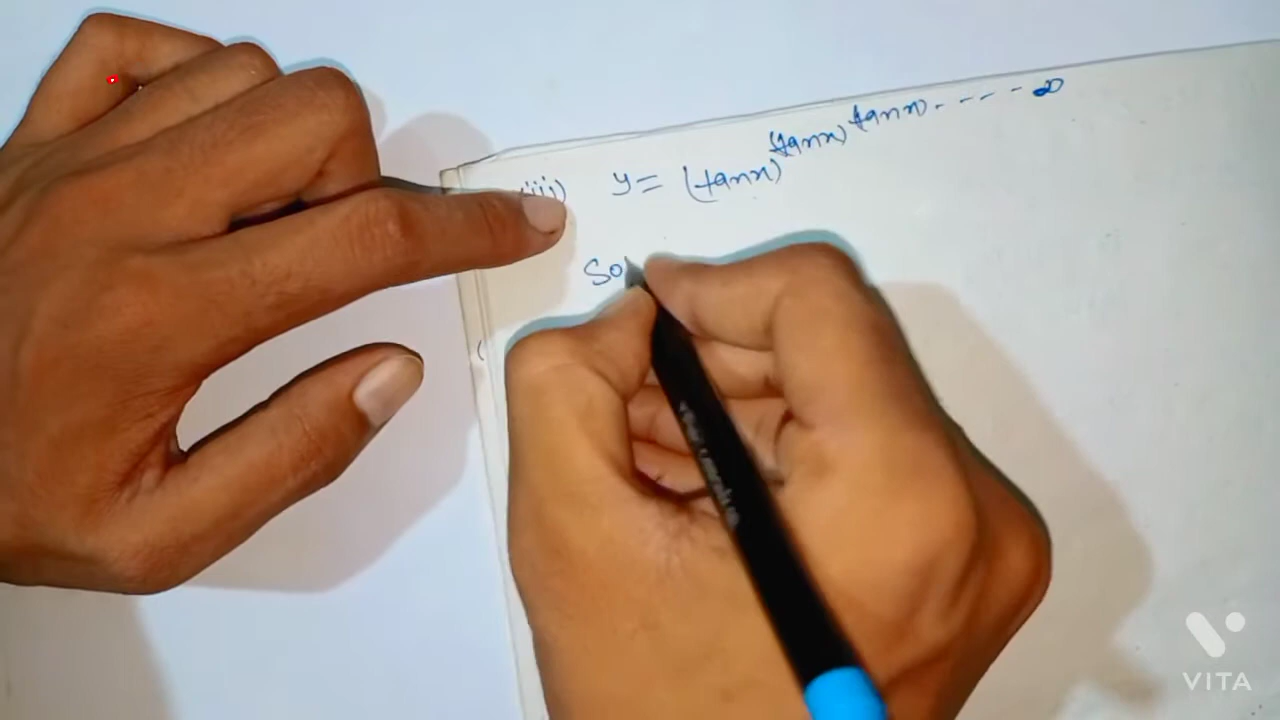 (iii) y = (tanx)^(tanx)^tanx - - - - ∞
So
VITA